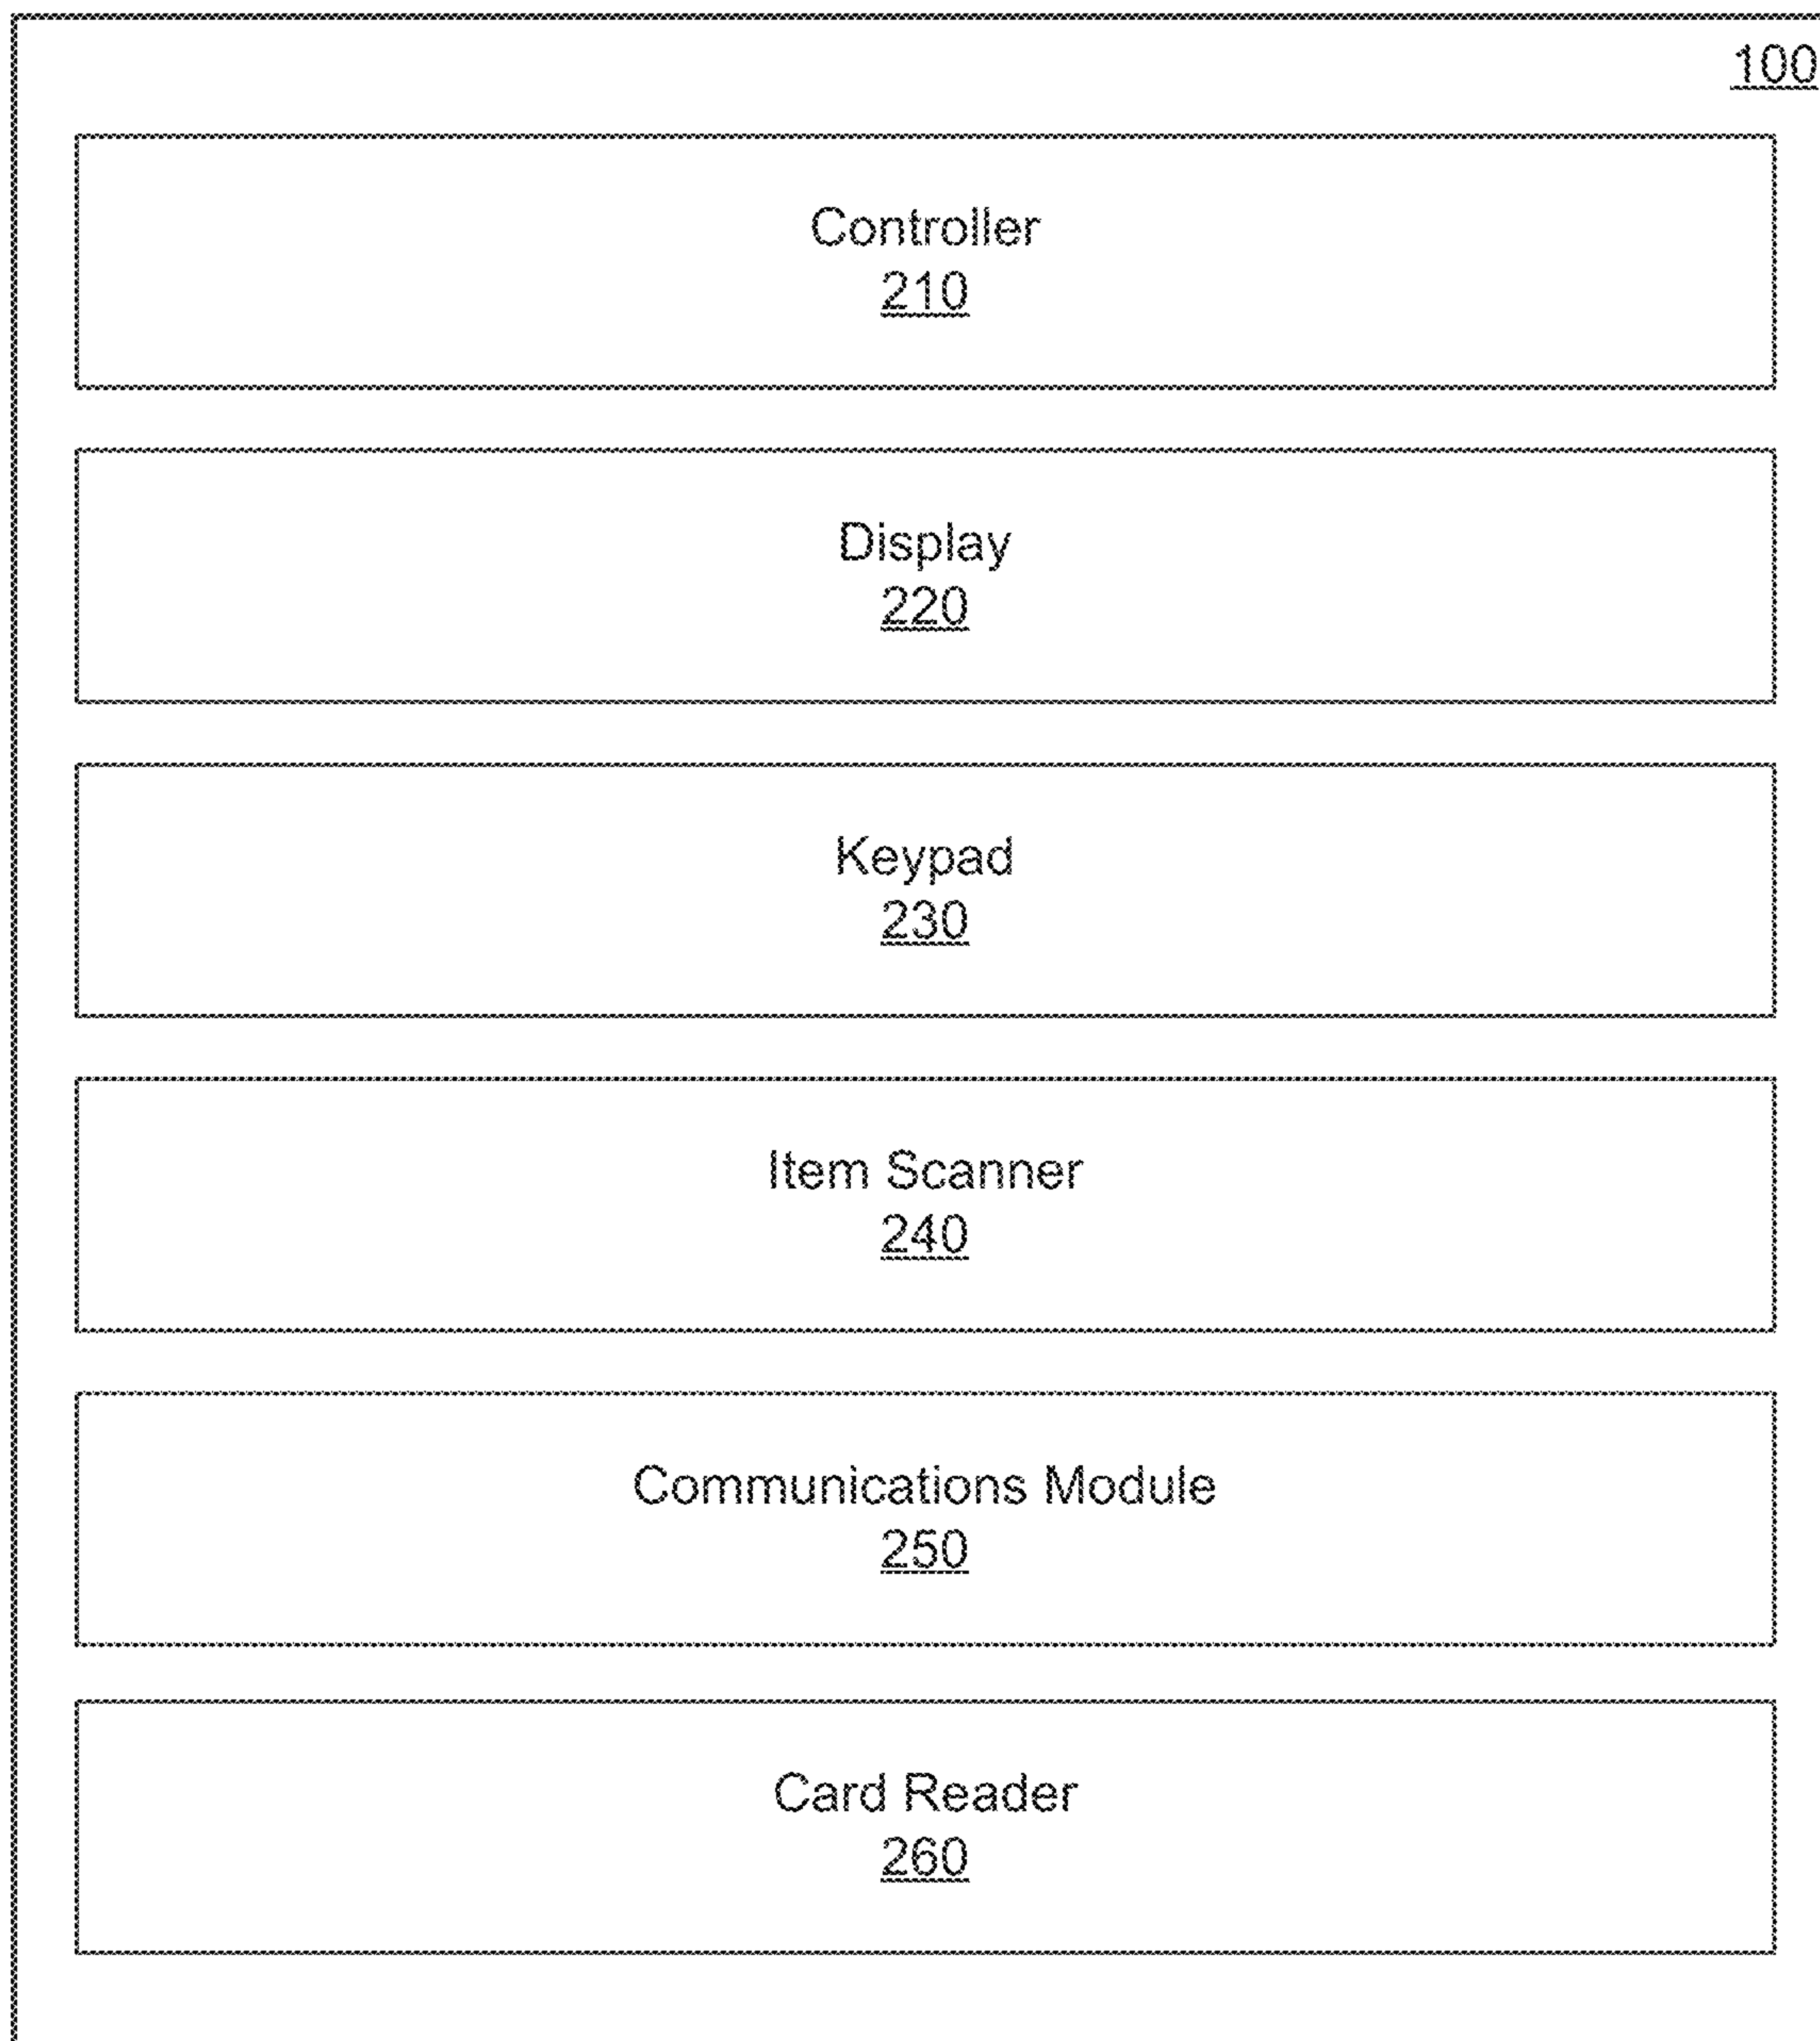 100
Controller
210
Display
220
Keypad
230
Item Scanner
240
Communications Module
250
Card Reader
260